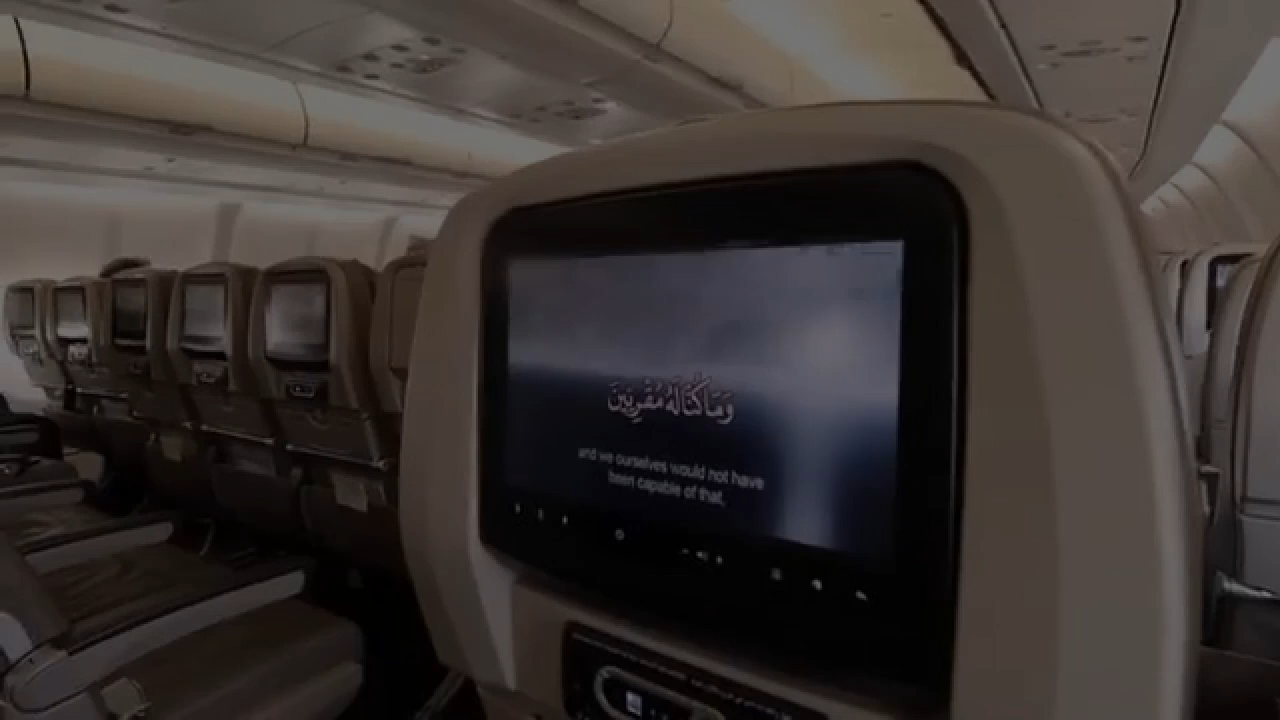 وَمَا كُنَّا لَهُ مُقْرِنِينَ
and we ourselves would not have
been capable of that,